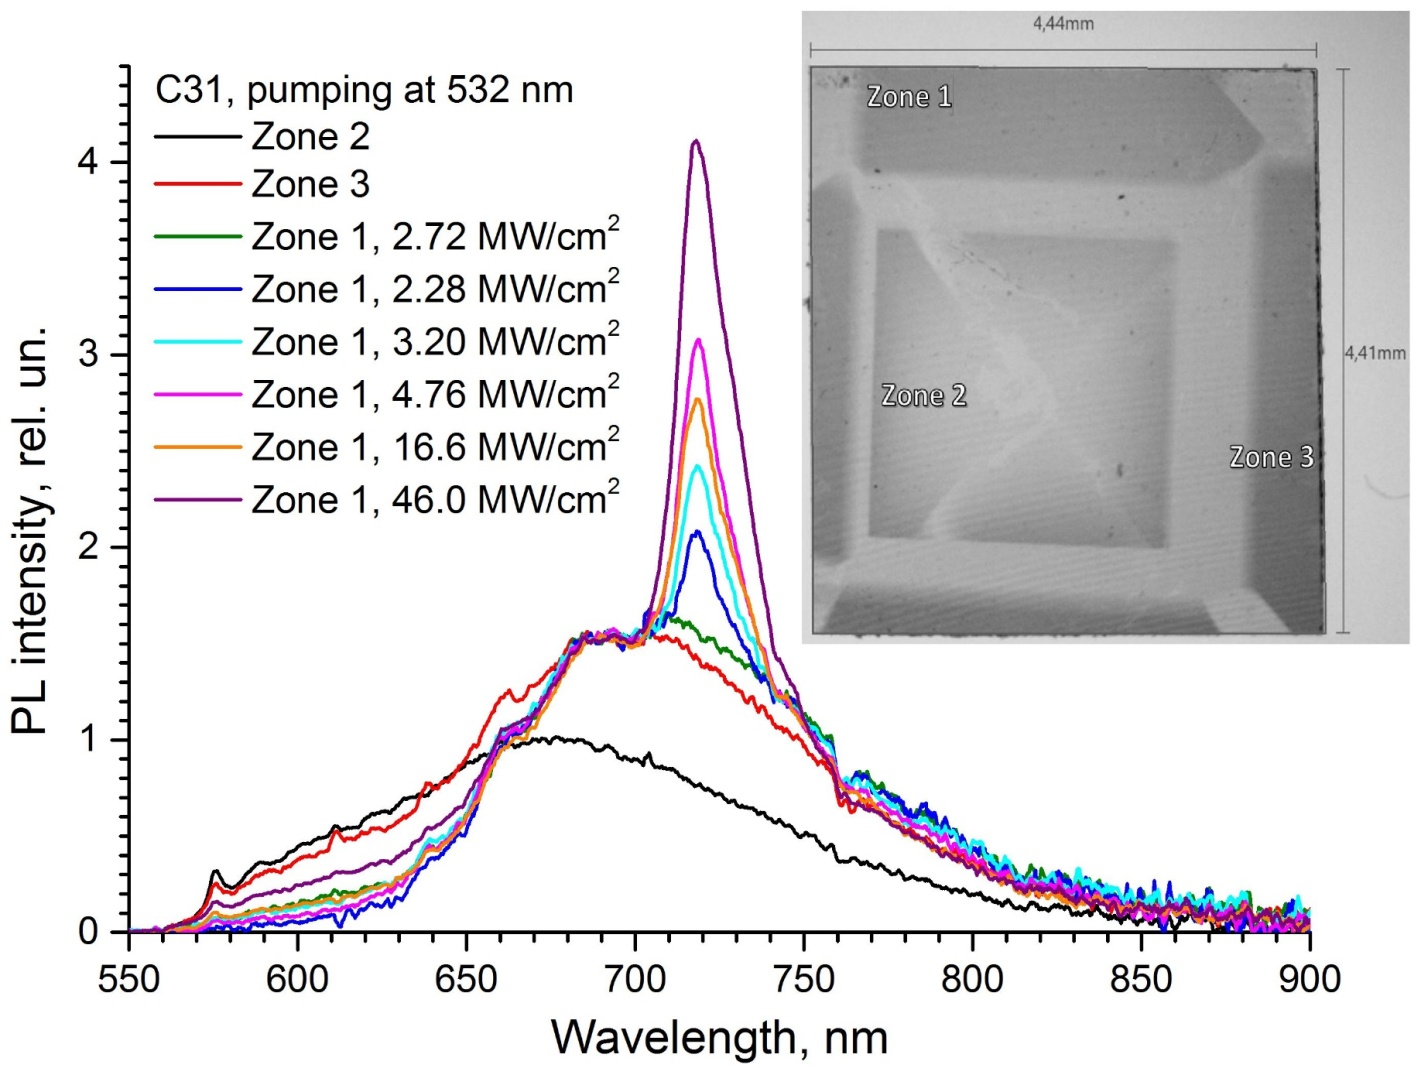 C31, pumping at 532 nm
Zone 2
Zone 3
Zone 1, 2.72 MW/cm²
Zone 1, 2.28 MW/cm²
Zone 1, 3.20 MW/cm²
Zone 1, 4.76 MW/cm²
Zone 1, 16.6 MW/cm²
Zone 1, 46.0 MW/cm²
4,44mm
Zone 1
Zone 2
Zone 3
4,41mm
PL intensity, rel. un.
4
3
2
1
0
550 600 650 700 750 800 850 900
Wavelength, nm